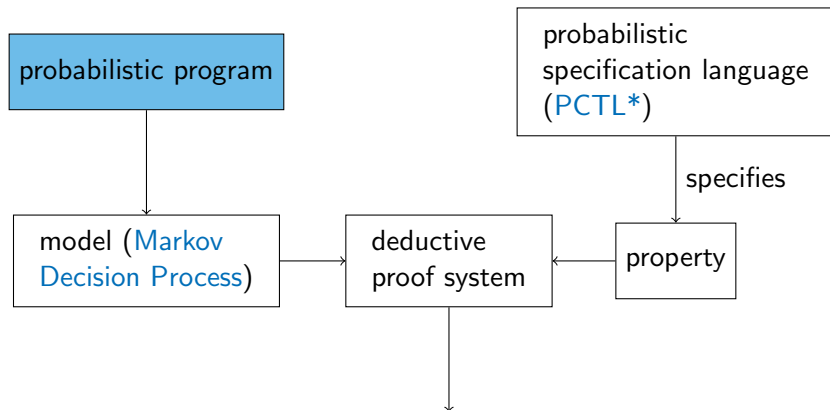 probabilistic program
probabilistic
specification language
(PCTL*)
specifies
model (Markov
Decision Process)
deductive
proof system
property